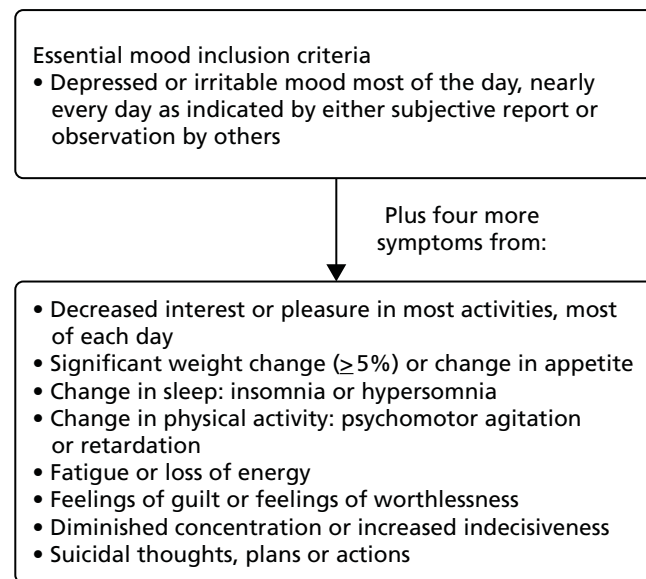 Essential mood inclusion criteria
• Depressed or irritable mood most of the day, nearly
every day as indicated by either subjective report or
observation by others
Plus four more
symptoms from:
• Decreased interest or pleasure in most activities, most
of each day
• Significant weight change (≥5%) or change in appetite
• Change in sleep: insomnia or hypersomnia
• Change in physical activity: psychomotor agitation
or retardation
• Fatigue or loss of energy
• Feelings of guilt or feelings of worthlessness
• Diminished concentration or increased indecisiveness
• Suicidal thoughts, plans or actions